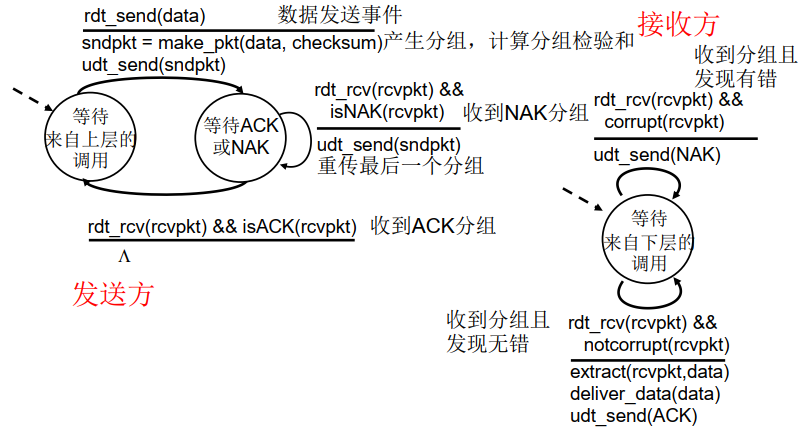 rdt_send(data) 数据发送事件
sndpkt = make_pkt(data, checksum)产生分组，计算分组检验和
udt_send(sndpkt)
等待
来自上层的
调用
等待ACK
或NAK
rdt_rcv(rcvpkt) &&
isNAK(rcvpkt)
收到NAK分组
udt_send(sndpkt)
重传最后一个分组
rdt_rcv(rcvpkt) && isACK(rcvpkt) 收到ACK分组
Λ
发送方
接收方
收到分组且
发现有错
rdt_rcv(rcvpkt) &&
corrupt(rcvpkt)
udt_send(NAK)
等待
来自下层的
调用
收到分组且
发现无错
rdt_rcv(rcvpkt) &&
notcorrupt(rcvpkt)
extract(rcvpkt,data)
deliver_data(data)
udt_send(ACK)